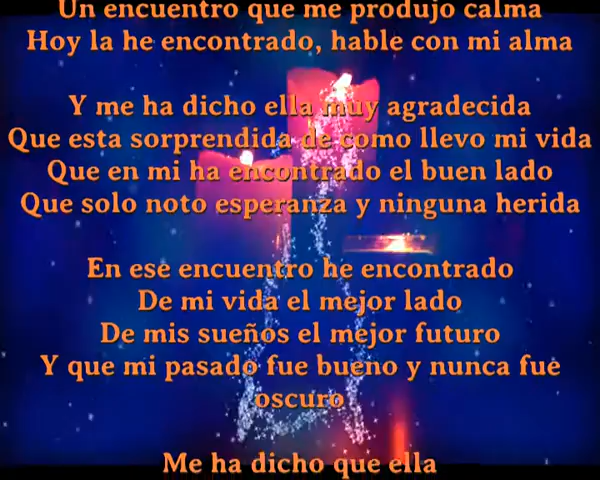 Un encuentro que me produjo calma
Hoy la he encontrado, hable con mi alma
Y me ha dicho ella muy agradecida
Que esta sorprendida de como llevo mi vida
Que en mi ha encontrado el buen lado
Que solo noto esperanza y ninguna herida
En ese encuentro he encontrado
De mi vida el mejor lado
De mis sueños el mejor futuro
Y que mi pasado fue bueno y nunca fue
oscuro
Me ha dicho que ella